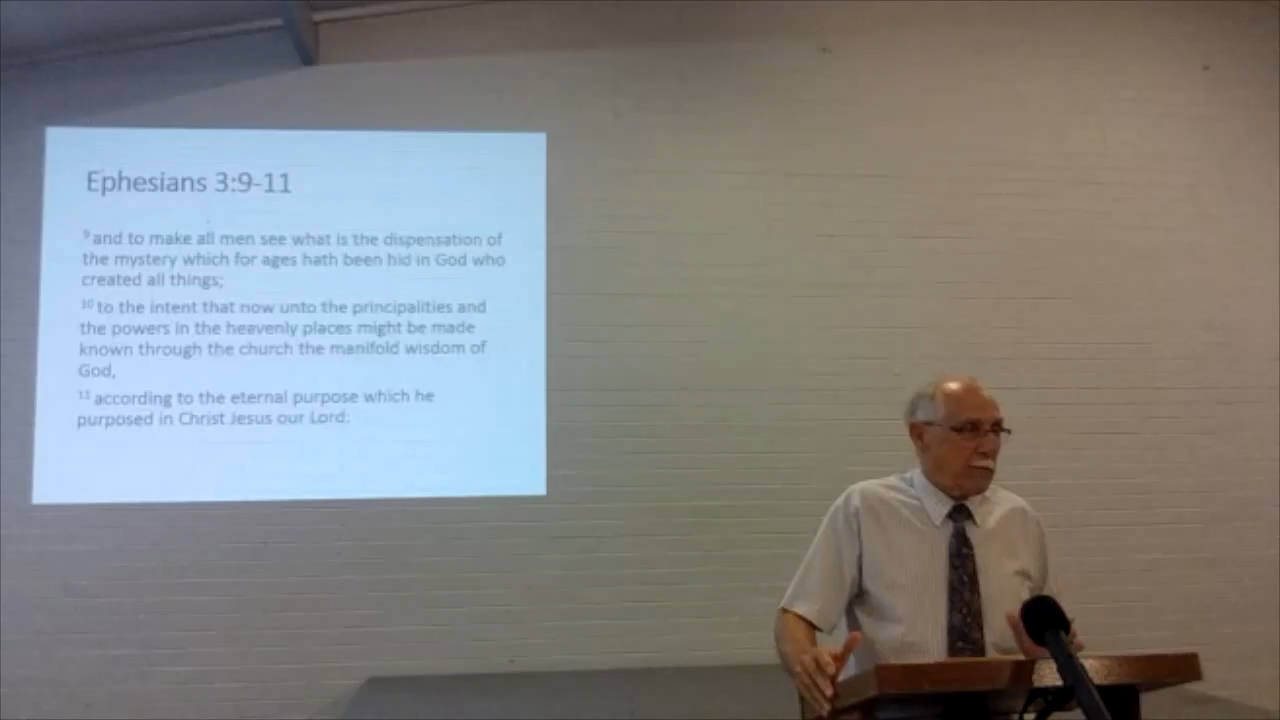 Ephesians 3:9-11
9 and to make all men see what is the dispensation of
the mystery which for ages hath been hid in God who
created all things;
10 to the intent that now unto the principalities and
the powers in the heavenly places might be made
known through the church the manifold wisdom of
God,
11 according to the eternal purpose which he
purposed in Christ Jesus our Lord: